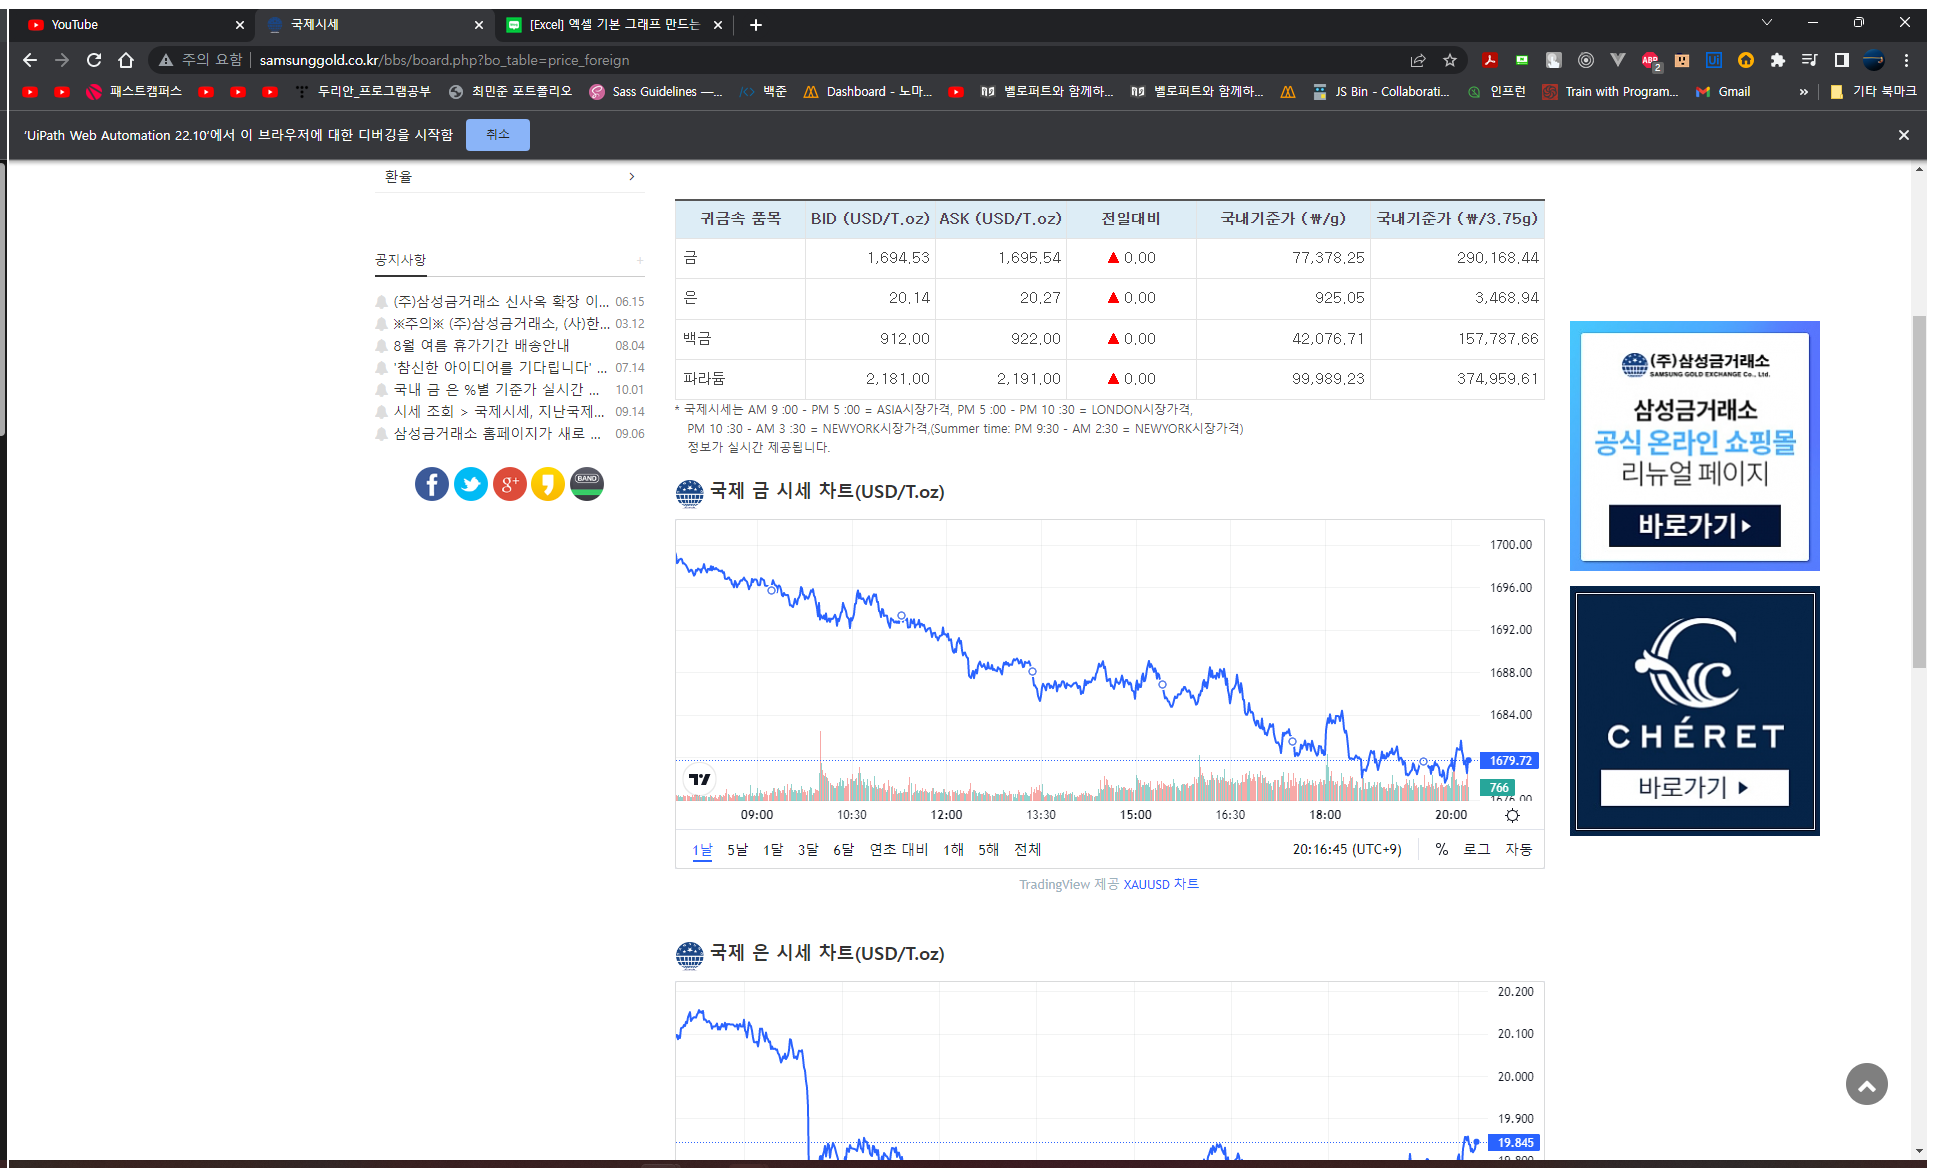 YouTube
국제시세
[Excel] 엑셀 기본 그래프 만드는
주의 요함
samsunggold.co.kr/bbs/board.php?bo_table=price_foreign
패스트캠퍼스
두리안_프로그램공부
최민준 포트폴리오
Sass Guidelines —...
백준
Dashboard - 노마...
벨로퍼트와 함께하...
벨로퍼트와 함께하...
JS Bin - Collaborati...
인프런
Train with Program...
Gmail
»
기타 북마크
'UiPath Web Automation 22.10'에서 이 브라우저에 대한 디버깅을 시작함
취소
환율
공지사항
(주)삼성금거래소 신사옥 확장 이... 06.15
※주의※ (주)삼성금거래소, (사)한... 03.12
8월 여름 휴가기간 배송안내 08.04
'참신한 아이디어를 기다립니다' ... 07.14
국내 금 은 %별 기준가 실시간 ... 10.01
시세 조회 > 국제시세, 지난국제... 09.14
삼성금거래소 홈페이지가 새로 ... 09.06
BAND
귀금속 품목 BID (USD/T.oz) ASK (USD/T.oz) 전일대비 국내기준가 (₩/g) 국내기준가 (₩/3.75g)
금 1,694.53 1,695.54 ▲ 0.00 77,378.25 290,168.44
은 20.14 20.27 ▲ 0.00 925.05 3,468.94
백금 912.00 922.00 ▲ 0.00 42,076.71 157,787.66
파라듐 2,181.00 2,191.00 ▲ 0.00 99,989.23 374,959.61
* 국제시세는 AM 9 :00 - PM 5 :00 = ASIA시장가격, PM 5 :00 - PM 10 :30 = LONDON시장가격,
PM 10 :30 - AM 3 :30 = NEWYORK시장가격,(Summer time: PM 9:30 - AM 2:30 = NEWYORK시장가격)
정보가 실시간 제공됩니다.
국제 금 시세 차트(USD/T.oz)
1700.00
1696.00
1692.00
1688.00
1684.00
1679.72
766
1676.00
09:00 10:30 12:00 13:30 15:00 16:30 18:00 20:00
1날 5날 1달 3달 6달 연초 대비 1해 5해 전체
20:16:45 (UTC+9) % 로그 자동
TradingView 제공 XAUUSD 차트
국제 은 시세 차트(USD/T.oz)
20.200
20.100
20.000
19.900
19.845
19.800
(주)삼성금거래소
SAMSUNG GOLD EXCHANGE Co., Ltd.
삼성금거래소
공식 온라인 쇼핑몰
리뉴얼 페이지
바로가기▶
CHÉRET
바로가기 ▶